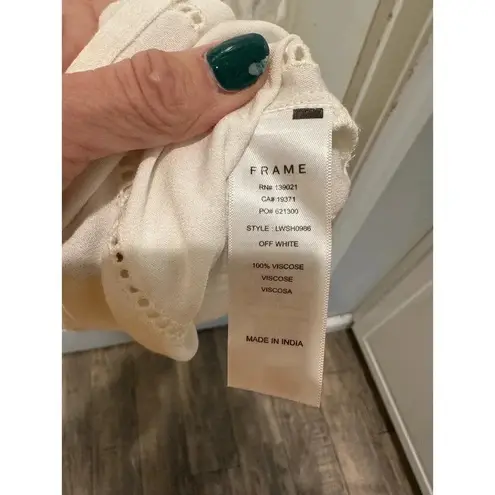 FRAME
RN# 139021
CA# 19371
PO# 621300
STYLE : LWSH0986
OFF WHITE
100% VISCOSE
VISCOSE
VISCOSA
MADE IN INDIA